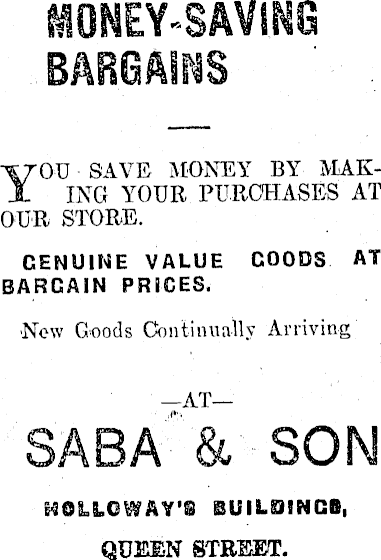 MONEY-SAVING
BARGAINS
YOU SAVE MONEY BY MAK-
ING YOUR PURCHASES AT
OUR STORE.
GENUINE VALUE GOODS AT
BARGAIN PRICES.
New Goods Continually Arriving
—AT—
SABA & SON
HOLLOWAY'S BUILDINGS,
QUEEN STREET.